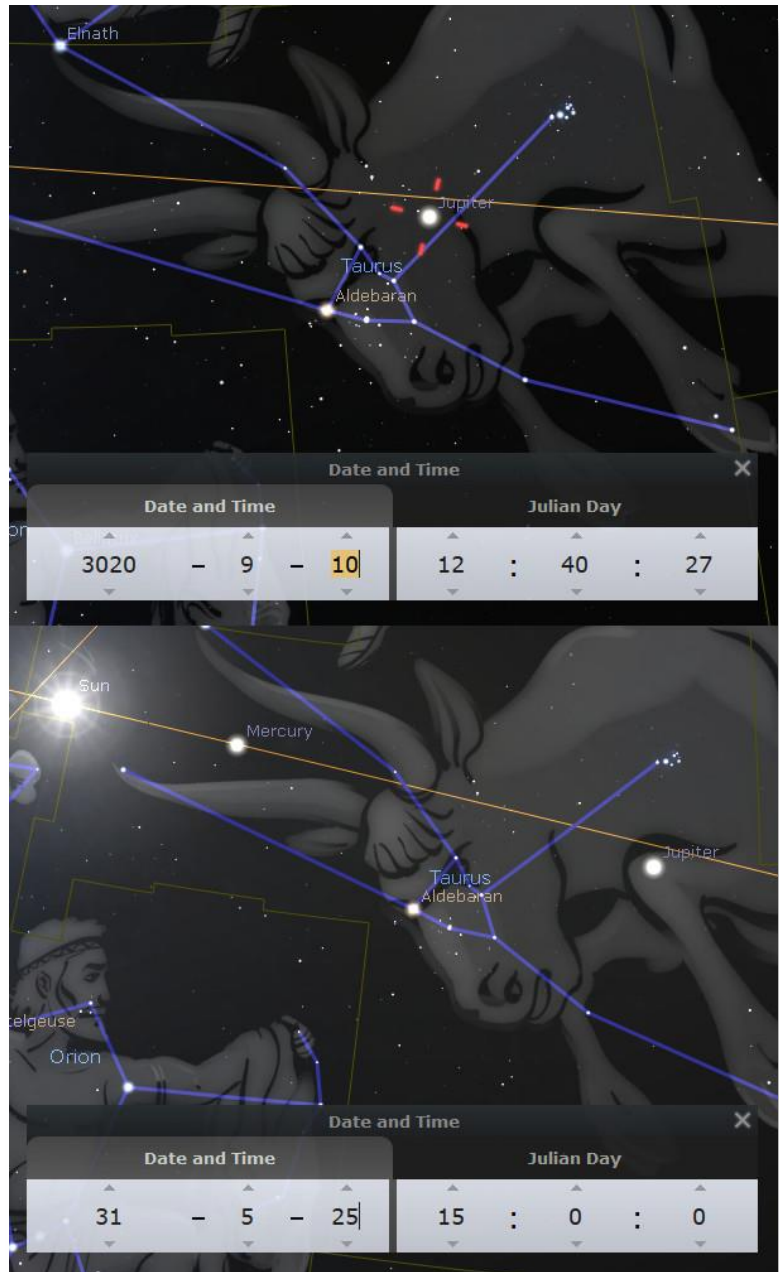 Elnath
Jupiter
Taurus
Aldebaran
Date and Time
Date and Time Julian Day
3020 – 9 – 10 12 : 40 : 27
Sun
Mercury
Jupiter
Taurus
Aldebaran
telgeuse
Orion
Date and Time
Date and Time Julian Day
31 – 5 – 25 15 : 0 : 0